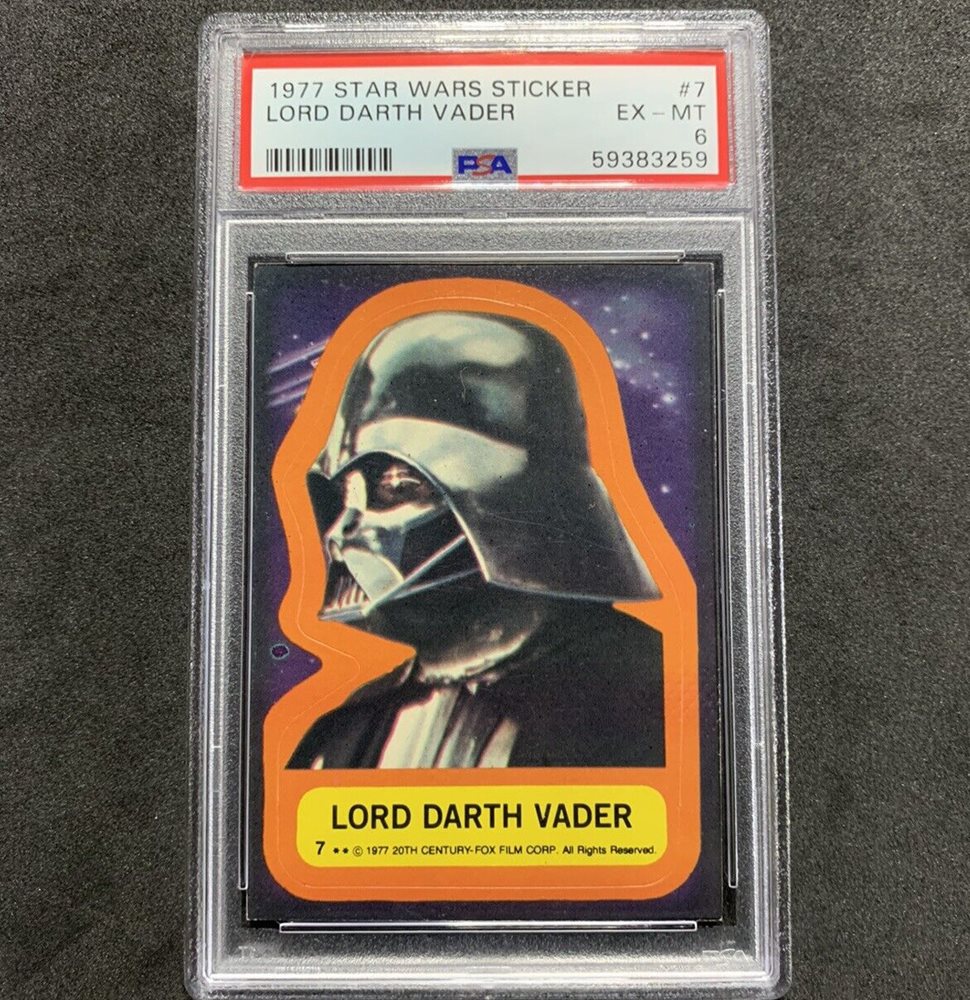 1977 STAR WARS STICKER #7
LORD DARTH VADER EX - MT
6
PSA 59383259
LORD DARTH VADER
7 ** © 1977 20TH CENTURY-FOX FILM CORP. All Rights Reserved.